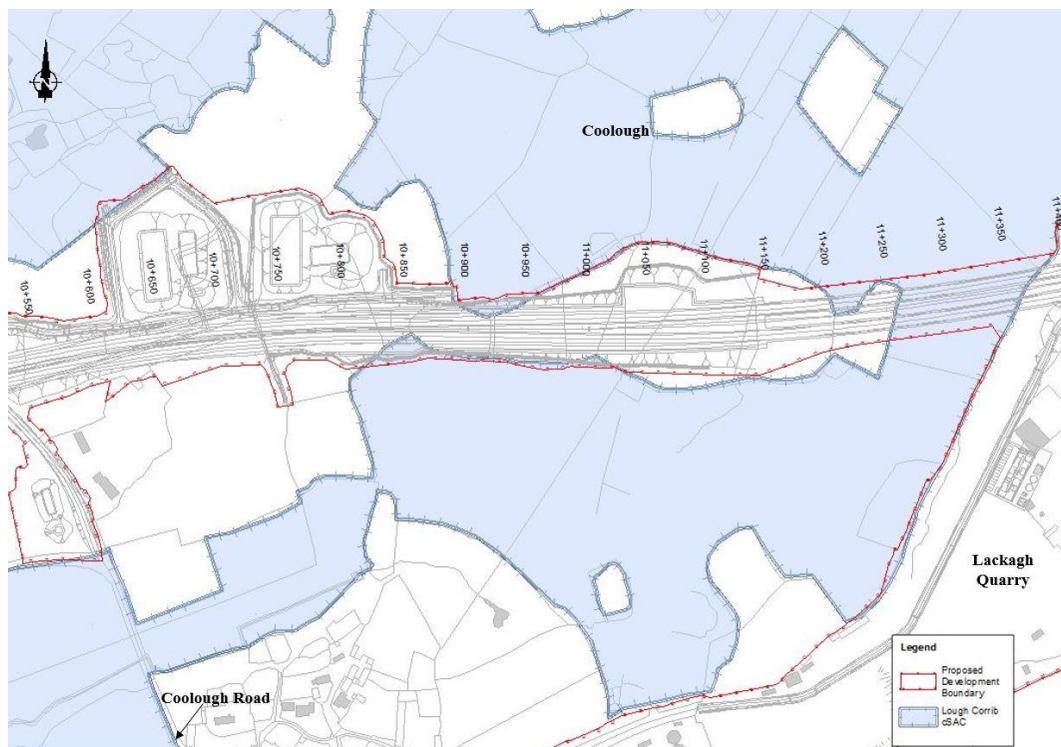 N
Coolough
10+550
10+600
10+650
10+700
10+750
10+800
10+850
10+900
10+950
11+000
11+050
11+100
11+150
11+200
11+250
11+300
11+350
Lackagh
Quarry
Coolough Road
Legend
Proposed
Development
Boundary
Lough Corrib
cSAC